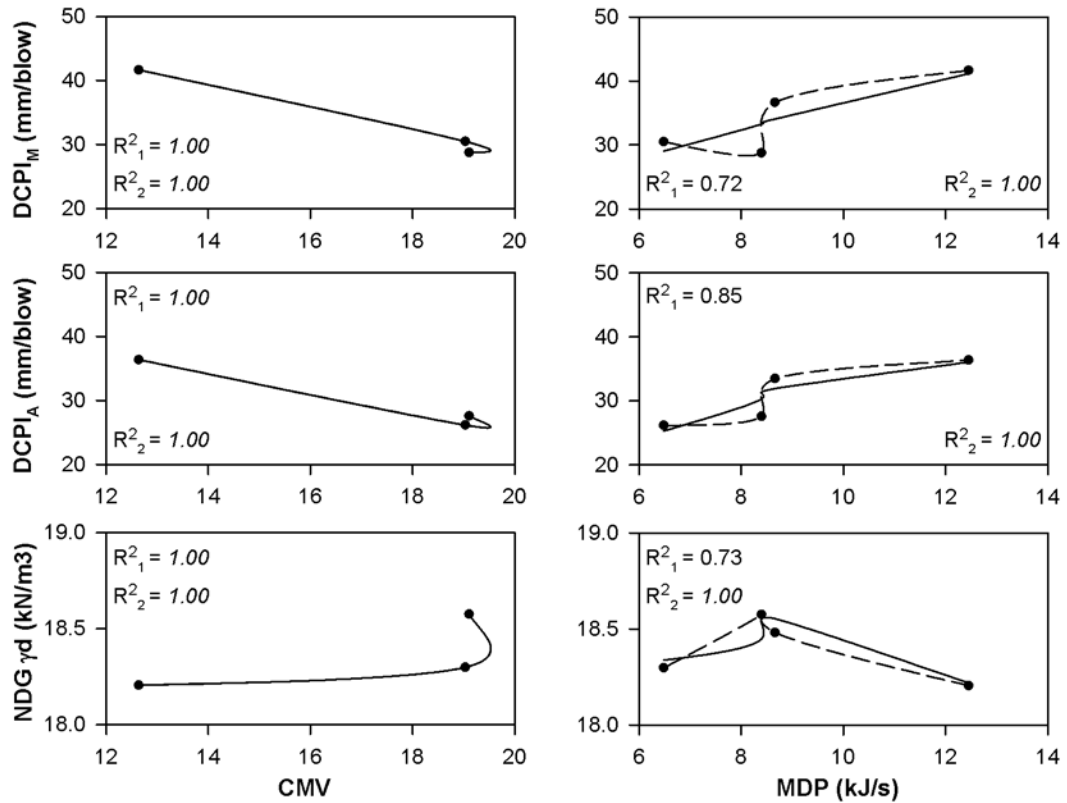 50
40
30
20
DCPI_M (mm/blow)
R²₁ = 1.00
R²₂ = 1.00
12 14 16 18 20
50
40
30
20
R²₁ = 0.72
R²₂ = 1.00
6 8 10 12 14
50
40
30
20
DCPI_A (mm/blow)
R²₁ = 1.00
R²₂ = 1.00
12 14 16 18 20
50
40
30
20
R²₁ = 0.85
R²₂ = 1.00
6 8 10 12 14
19.0
18.5
18.0
NDG γd (kN/m3)
R²₁ = 1.00
R²₂ = 1.00
12 14 16 18 20
CMV
19.0
18.5
18.0
R²₁ = 0.73
R²₂ = 1.00
6 8 10 12 14
MDP (kJ/s)